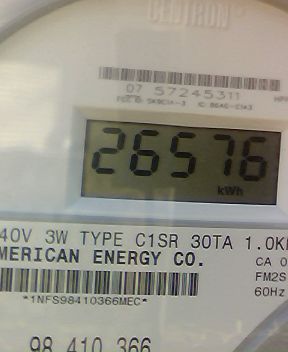 CENTRON®
07 57245311
26576
kWh
40V 3W TYPE C1SR 30TA 1.0K
MERICAN ENERGY CO.
CA 0
FM2S
*1NFS98410366MEC*
60Hz
98 410 366